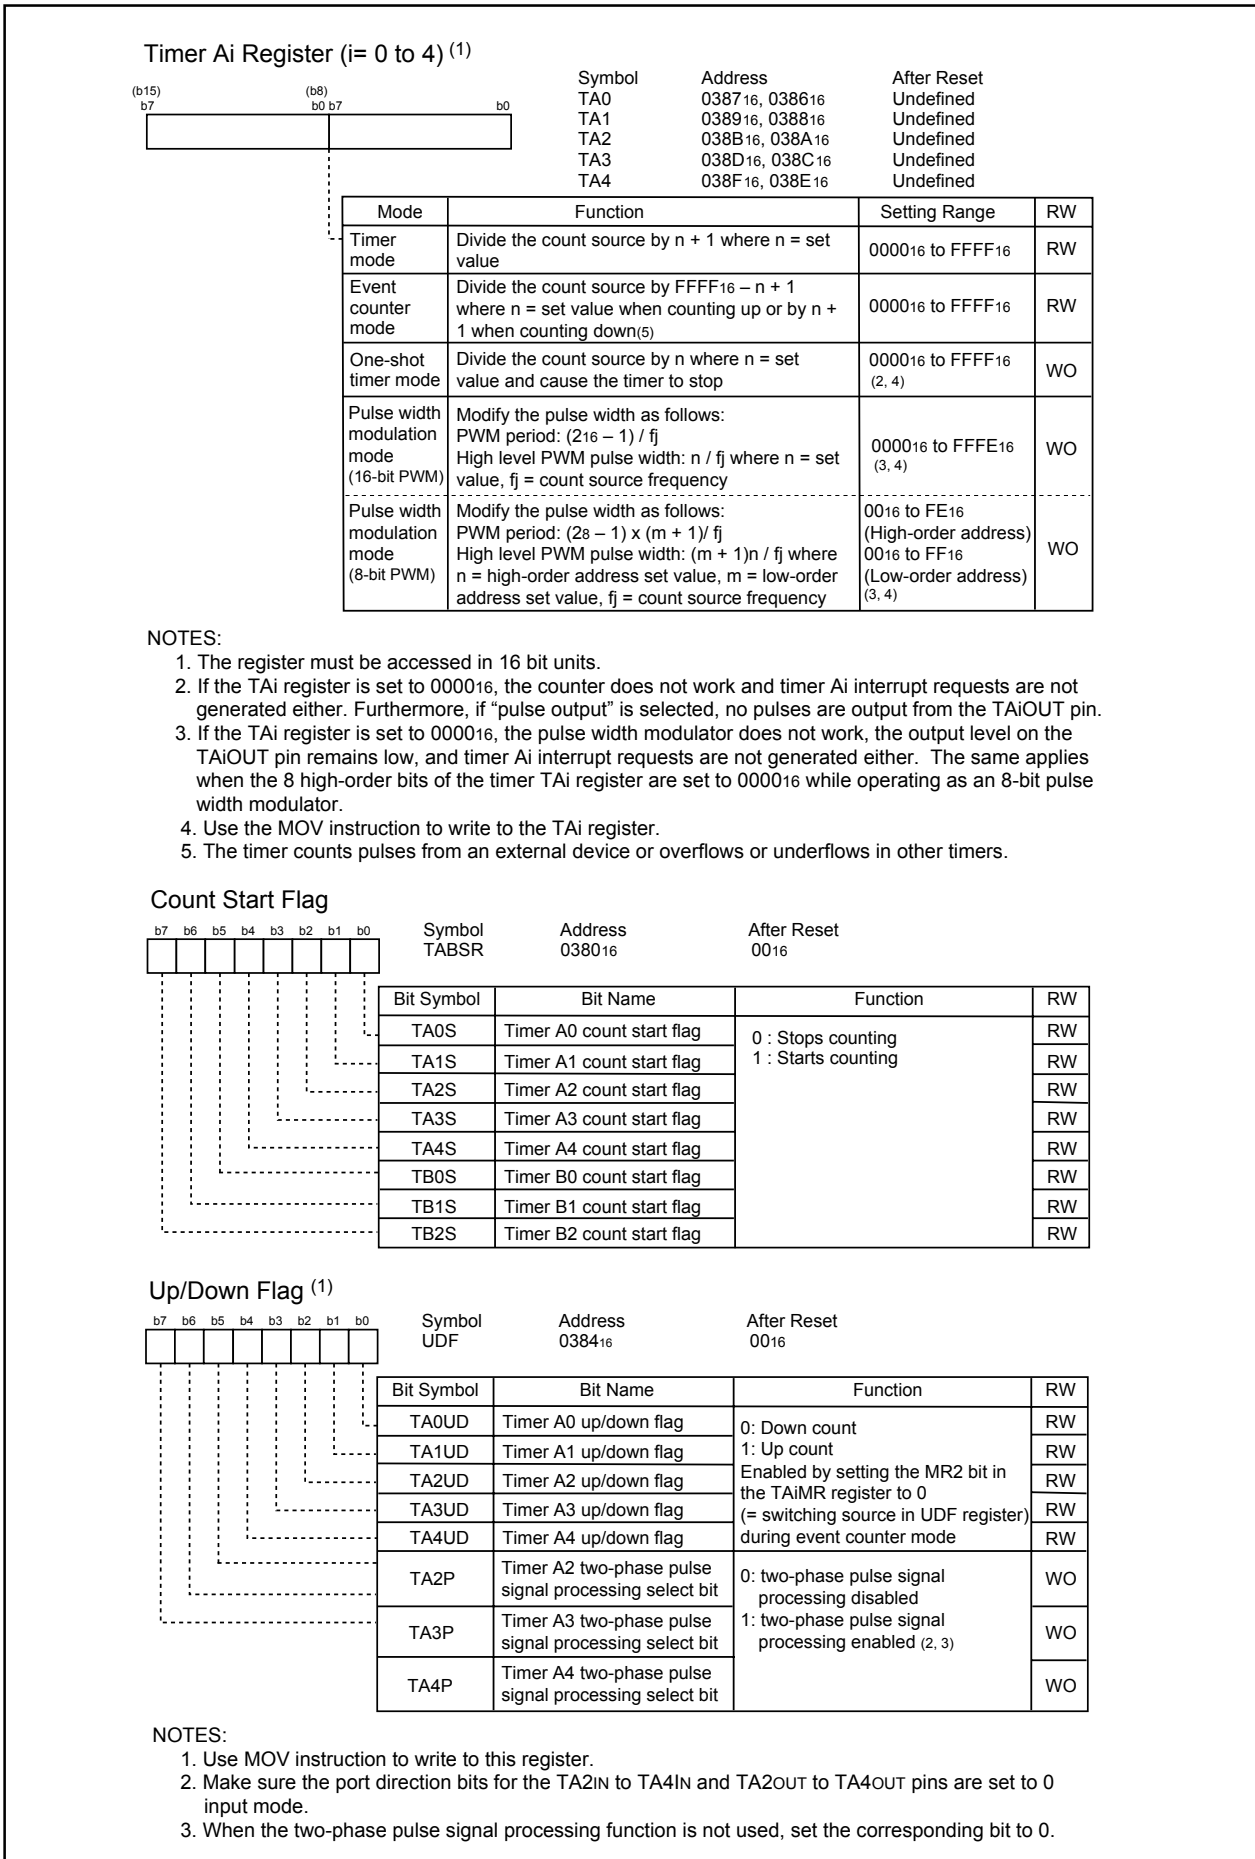 Timer Ai Register (i= 0 to 4) (1)
Symbol Address After Reset
TA0 038716, 038616 Undefined
TA1 038916, 038816 Undefined
TA2 038B16, 038A16 Undefined
TA3 038D16, 038C16 Undefined
TA4 038F16, 038E16 Undefined
(b15) (b8)
b7 b0 b7 b0
Mode Function Setting Range RW
Timer mode Divide the count source by n + 1 where n = set value 000016 to FFFF16 RW
Event counter mode Divide the count source by FFFF16 – n + 1 where n = set value when counting up or by n + 1 when counting down(5) 000016 to FFFF16 RW
One-shot timer mode Divide the count source by n where n = set value and cause the timer to stop 000016 to FFFF16 (2, 4) WO
Pulse width modulation mode (16-bit PWM) Modify the pulse width as follows:
PWM period: (216 – 1) / fj
High level PWM pulse width: n / fj where n = set value, fj = count source frequency 000016 to FFFE16 (3, 4) WO
Pulse width modulation mode (8-bit PWM) Modify the pulse width as follows:
PWM period: (28 – 1) x (m + 1)/ fj
High level PWM pulse width: (m + 1)n / fj where n = high-order address set value, m = low-order address set value, fj = count source frequency
0016 to FE16 (High-order address)
0016 to FF16 (Low-order address) (3, 4) WO
NOTES:
1. The register must be accessed in 16 bit units.
2. If the TAi register is set to 000016, the counter does not work and timer Ai interrupt requests are not
generated either. Furthermore, if “pulse output” is selected, no pulses are output from the TAiOUT pin.
3. If the TAi register is set to 000016, the pulse width modulator does not work, the output level on the
TAiOUT pin remains low, and timer Ai interrupt requests are not generated either. The same applies
when the 8 high-order bits of the timer TAi register are set to 000016 while operating as an 8-bit pulse
width modulator.
4. Use the MOV instruction to write to the TAi register.
5. The timer counts pulses from an external device or overflows or underflows in other timers.
Count Start Flag
b7 b6 b5 b4 b3 b2 b1 b0
Symbol Address After Reset
TABSR 038016 0016
Bit Symbol Bit Name Function RW
TA0S Timer A0 count start flag 0 : Stops counting RW
TA1S Timer A1 count start flag 1 : Starts counting RW
TA2S Timer A2 count start flag RW
TA3S Timer A3 count start flag RW
TA4S Timer A4 count start flag RW
TB0S Timer B0 count start flag RW
TB1S Timer B1 count start flag RW
TB2S Timer B2 count start flag RW
Up/Down Flag (1)
b7 b6 b5 b4 b3 b2 b1 b0
Symbol Address After Reset
UDF 038416 0016
Bit Symbol Bit Name Function RW
TA0UD Timer A0 up/down flag 0: Down count RW
TA1UD Timer A1 up/down flag 1: Up count RW
TA2UD Timer A2 up/down flag Enabled by setting the MR2 bit in the TAiMR register to 0 RW
TA3UD Timer A3 up/down flag (= switching source in UDF register) RW
TA4UD Timer A4 up/down flag during event counter mode RW
TA2P Timer A2 two-phase pulse signal processing select bit 0: two-phase pulse signal processing disabled WO
TA3P Timer A3 two-phase pulse signal processing select bit 1: two-phase pulse signal processing enabled (2, 3) WO
TA4P Timer A4 two-phase pulse signal processing select bit WO
NOTES:
1. Use MOV instruction to write to this register.
2. Make sure the port direction bits for the TA2IN to TA4IN and TA2OUT to TA4OUT pins are set to 0
input mode.
3. When the two-phase pulse signal processing function is not used, set the corresponding bit to 0.